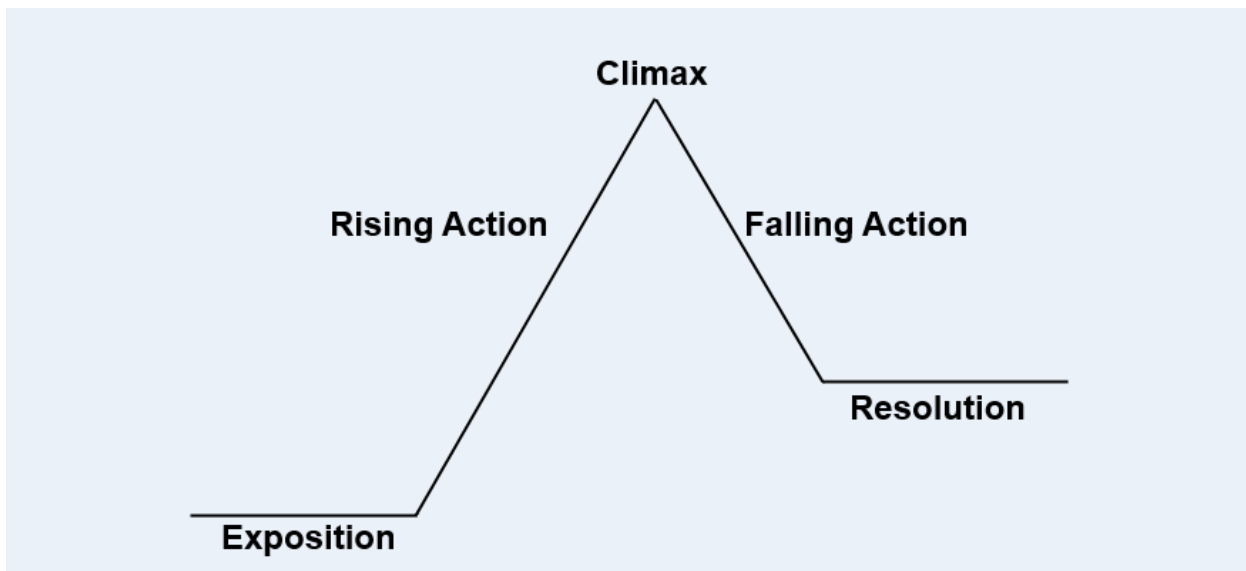 Climax
Rising Action
Falling Action
Resolution
Exposition